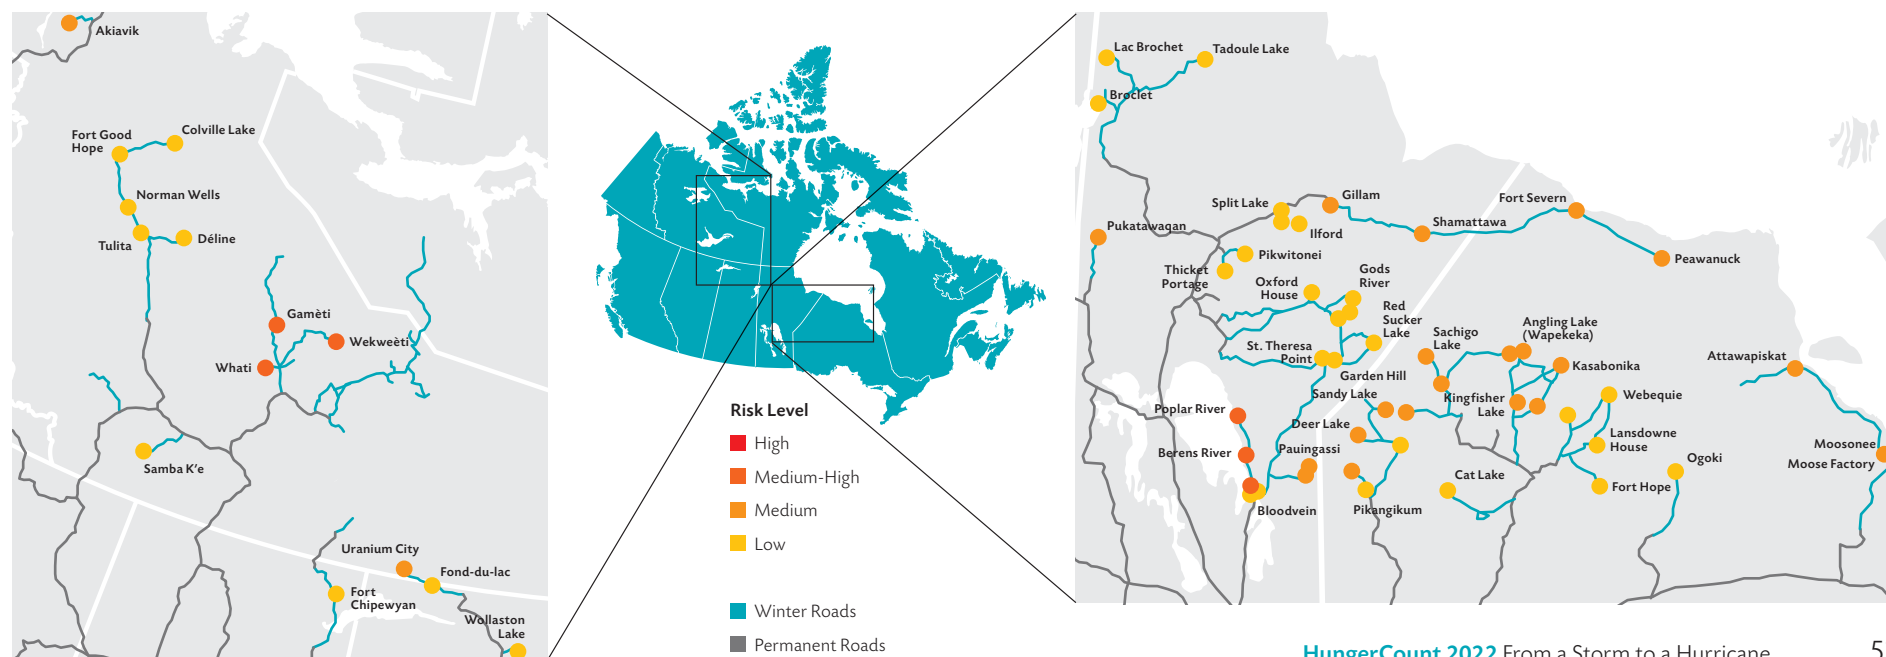 Akiavik
Fort Good
Hope
Colville Lake
Norman Wells
Tulita
Déline
Gamèti
Wekweèti
Whati
Samba K'e
Uranium City
Fond-du-lac
Fort
Chipewyan
Wollaston
Lake
Risk Level
High
Medium-High
Medium
Low
Winter Roads
Permanent Roads
Lac Brochet
Tadoule Lake
Broclet
Pukatawaqan
Split Lake
Gillam
Ilford
Shamattawa
Fort Severn
Peawanuck
Pikwitonei
Thicket
Portage
Oxford
House
Gods
River
Red
Sucker
Lake
St. Theresa
Point
Garden Hill
Sachigo
Lake
Angling Lake
(Wapekeka)
Kasabonika
Attawapiskat
Sandy Lake
Kingfisher
Lake
Webequie
Poplar River
Deer Lake
Berens River
Pauingassi
Lansdowne
House
Moosonee
Moose Factory
Cat Lake
Ogoki
Fort Hope
Bloodvein
Pikangikum
HungerCount 2022 From a Storm to a Hurricane 5